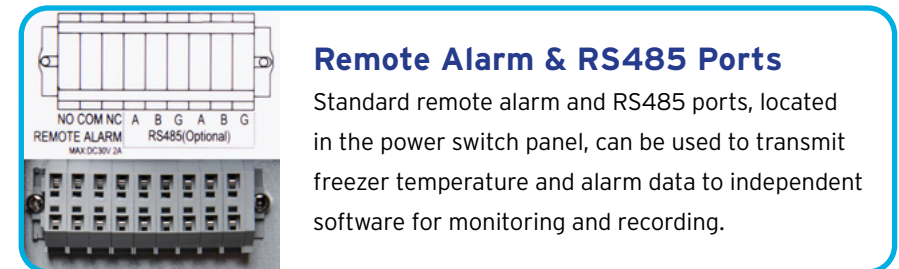 NO COM NC A B G A B G
REMOTE ALARM RS485(Optional)
MAX:DC30V 2A
Remote Alarm & RS485 Ports
Standard remote alarm and RS485 ports, located
in the power switch panel, can be used to transmit
freezer temperature and alarm data to independent
software for monitoring and recording.